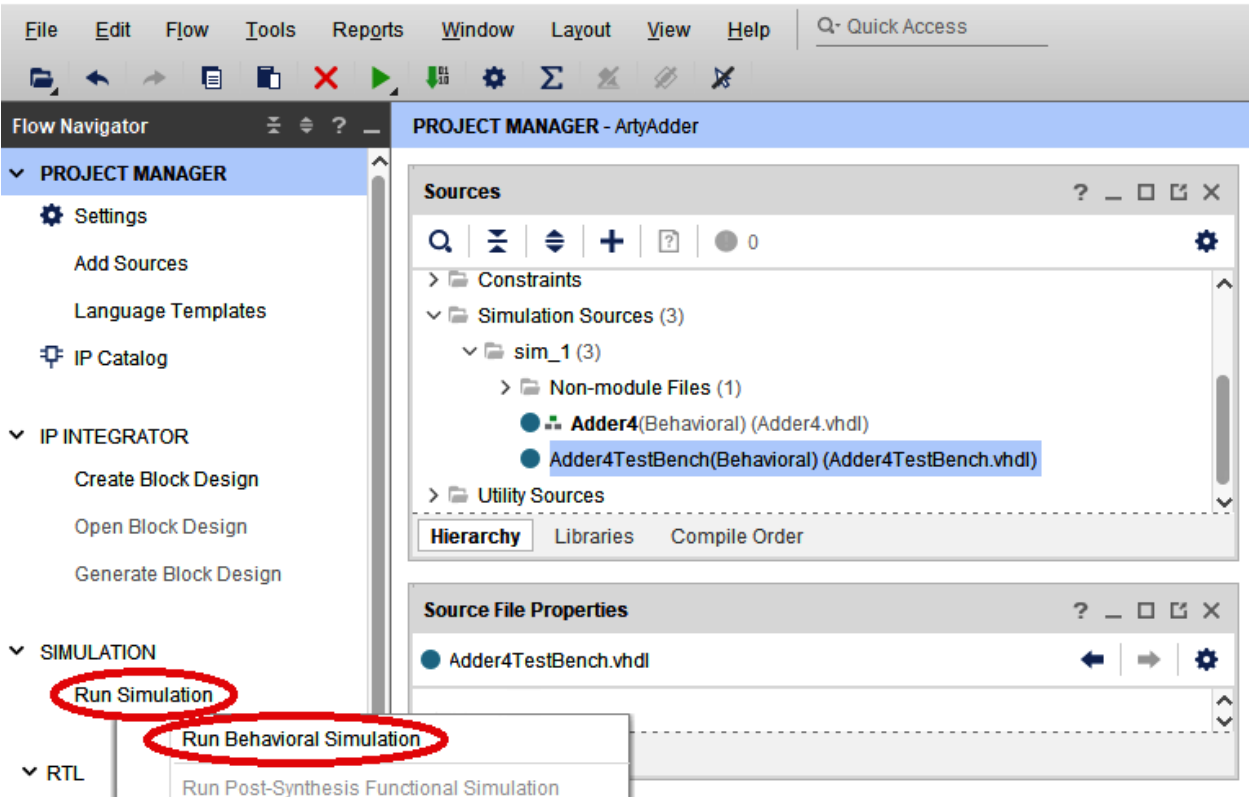 File Edit Flow Tools Reports Window Layout View Help Quick Access
Flow Navigator
PROJECT MANAGER - ArtyAdder
PROJECT MANAGER
Settings
Add Sources
Language Templates
IP Catalog
IP INTEGRATOR
Create Block Design
Open Block Design
Generate Block Design
SIMULATION
Run Simulation
Run Behavioral Simulation
Run Post-Synthesis Functional Simulation
RTL
Sources
0
Constraints
Simulation Sources (3)
sim_1 (3)
Non-module Files (1)
Adder4(Behavioral) (Adder4.vhdl)
Adder4TestBench(Behavioral) (Adder4TestBench.vhdl)
Utility Sources
Hierarchy Libraries Compile Order
Source File Properties
Adder4TestBench.vhdl